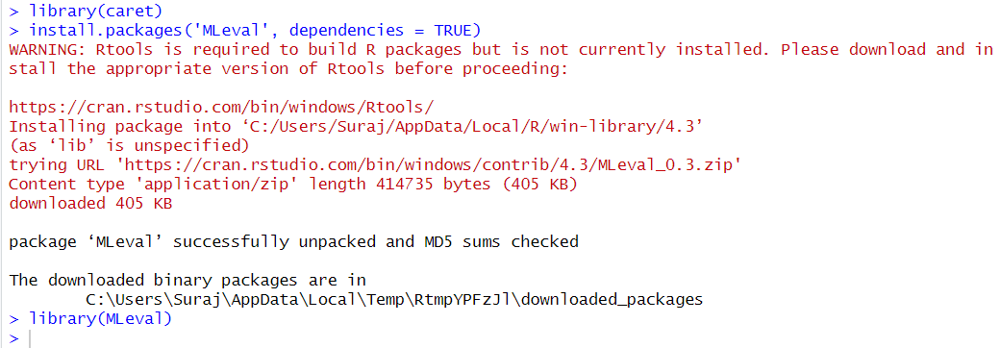 > library(caret)
> install.packages('MLeval', dependencies = TRUE)
WARNING: Rtools is required to build R packages but is not currently installed. Please download and in
stall the appropriate version of Rtools before proceeding:
https://cran.rstudio.com/bin/windows/Rtools/
Installing package into ‘C:/Users/Suraj/AppData/Local/R/win-library/4.3’
(as ‘lib’ is unspecified)
trying URL 'https://cran.rstudio.com/bin/windows/contrib/4.3/MLeval_0.3.zip'
Content type 'application/zip' length 414735 bytes (405 KB)
downloaded 405 KB
package ‘MLeval’ successfully unpacked and MD5 sums checked
The downloaded binary packages are in
C:\Users\Suraj\AppData\Local\Temp\RtmpYPFzJl\downloaded_packages
> library(MLeval)
>